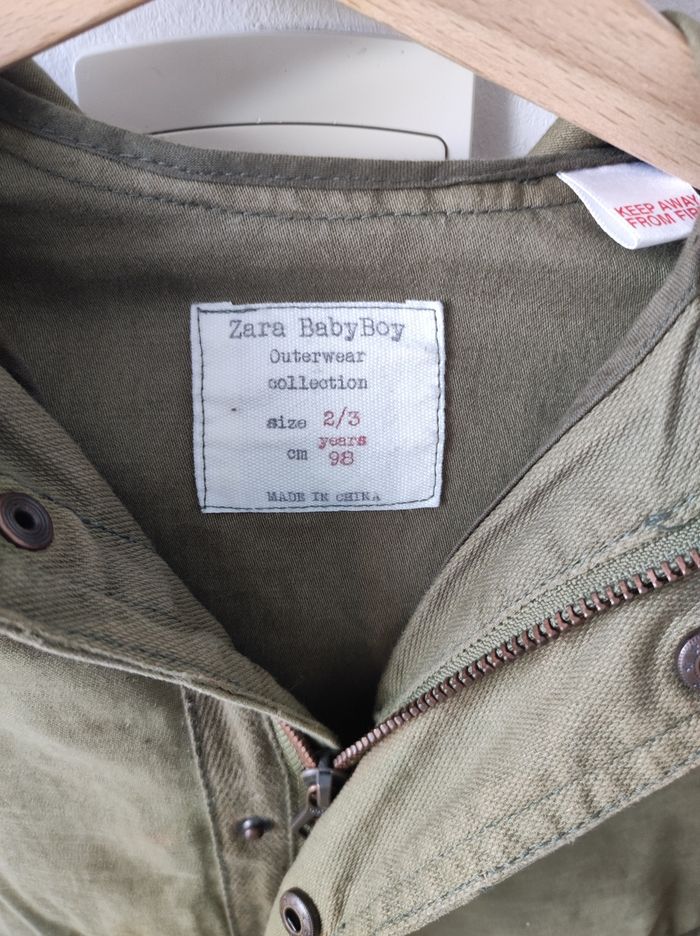 KEEP AWAY
FROM FIR
Zara BabyBoy
Outerwear
collection
size 2/3
years
cm 98
MADE IN CHINA